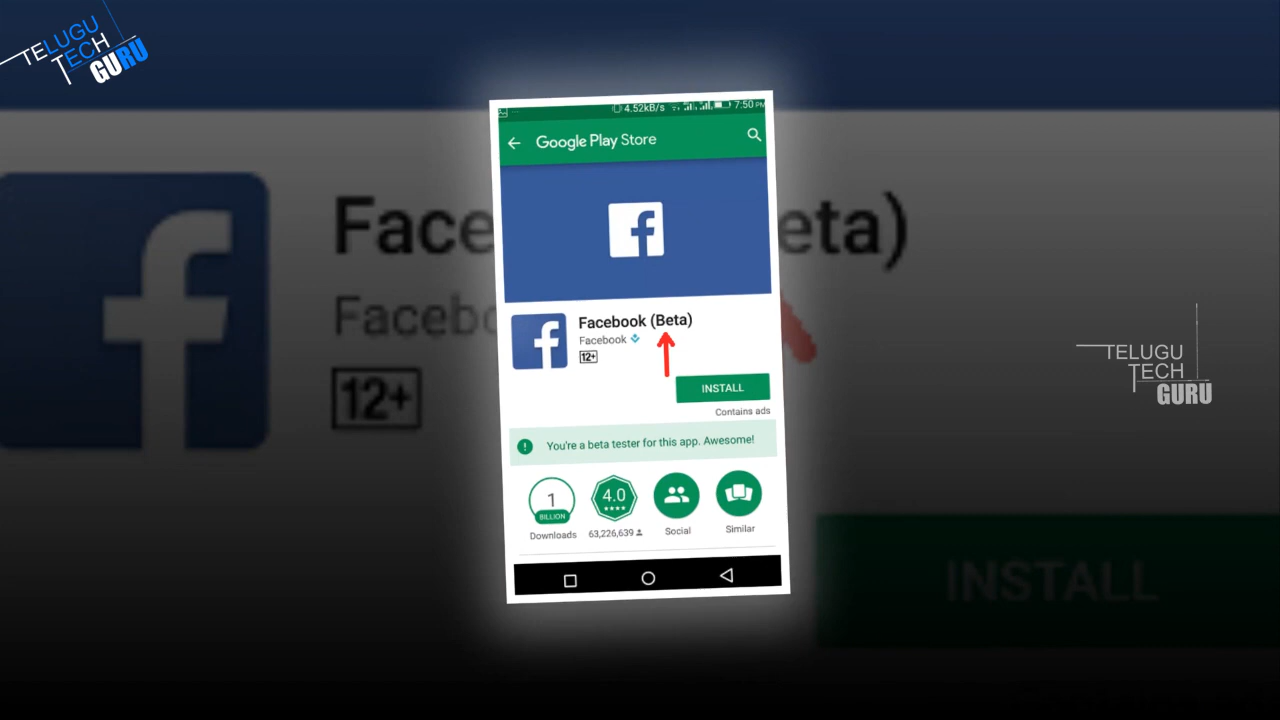 TELUGU
TECH
GURU
4.52kB/s 7:50 PM
Google Play Store
Facebook (Beta)
Facebook
12+
INSTALL
Contains ads
You're a beta tester for this app. Awesome!
1
BILLION
Downloads
4.0
63,226,639
Social
Similar
Face
eta)
Facebo
12+
INSTALL
TELUGU
TECH
GURU